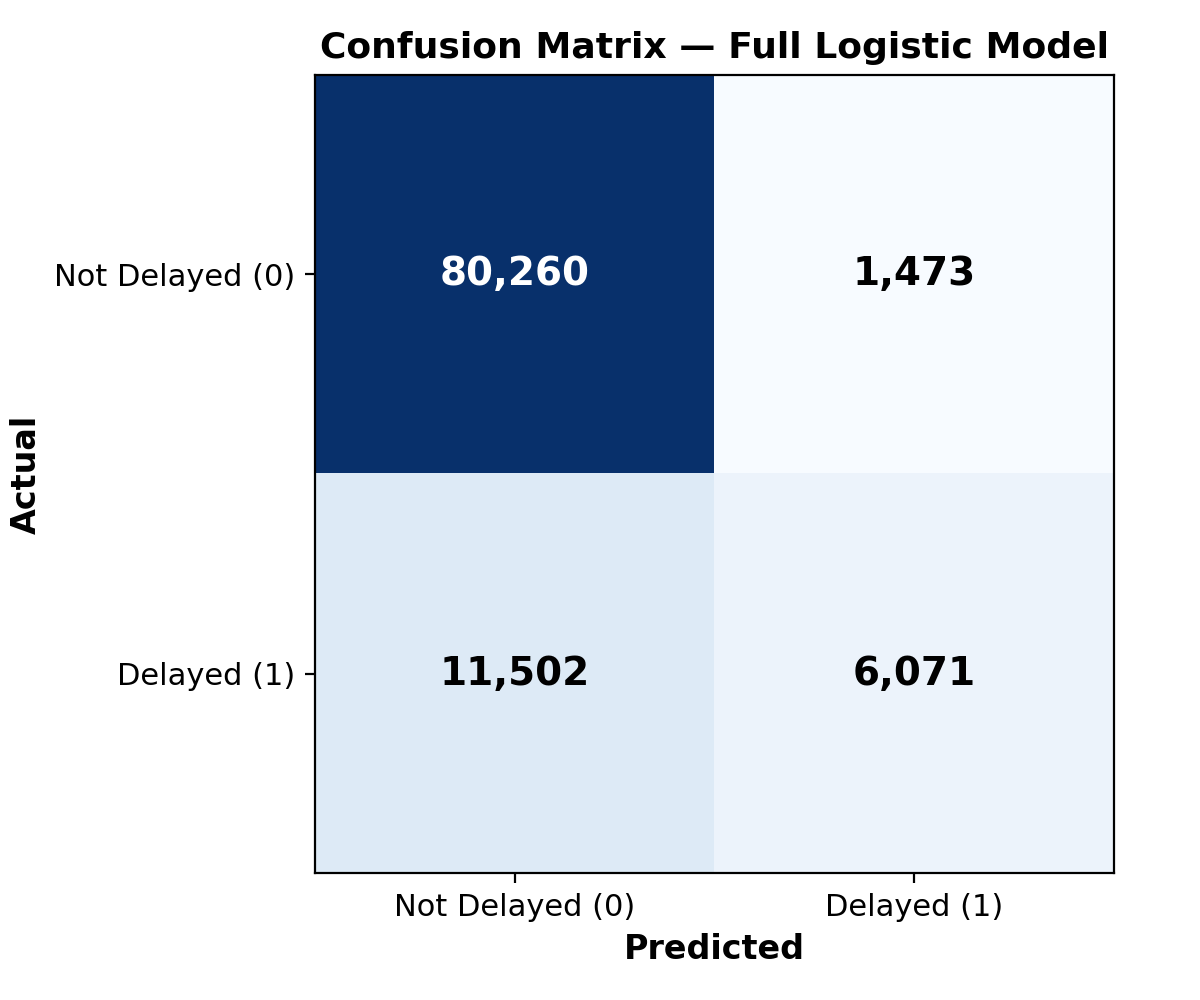 Confusion Matrix — Full Logistic Model
Actual
Not Delayed (0)
80,260
1,473
Delayed (1)
11,502
6,071
Not Delayed (0)
Delayed (1)
Predicted